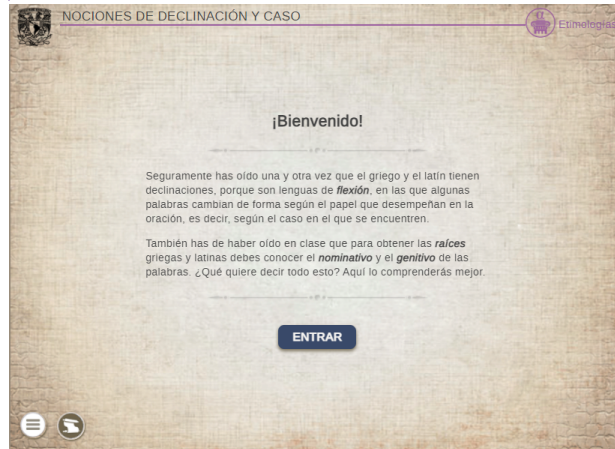 NOCIONES DE DECLINACIÓN Y CASO
Etimologías
¡Bienvenido!
Seguramente has oído una y otra vez que el griego y el latín tienen
declinaciones, porque son lenguas de flexión, en las que algunas
palabras cambian de forma según el papel que desempeñan en la
oración, es decir, según el caso en el que se encuentren.
También has de haber oído en clase que para obtener las raíces
griegas y latinas debes conocer el nominativo y el genitivo de las
palabras. ¿Qué quiere decir todo esto? Aquí lo comprenderás mejor.
ENTRAR